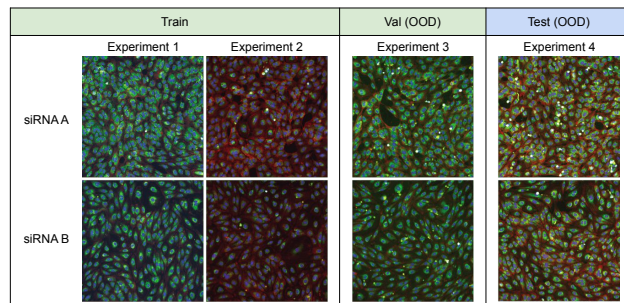 Train Val (OOD) Test (OOD)
Experiment 1 Experiment 2 Experiment 3 Experiment 4
siRNA A
siRNA B